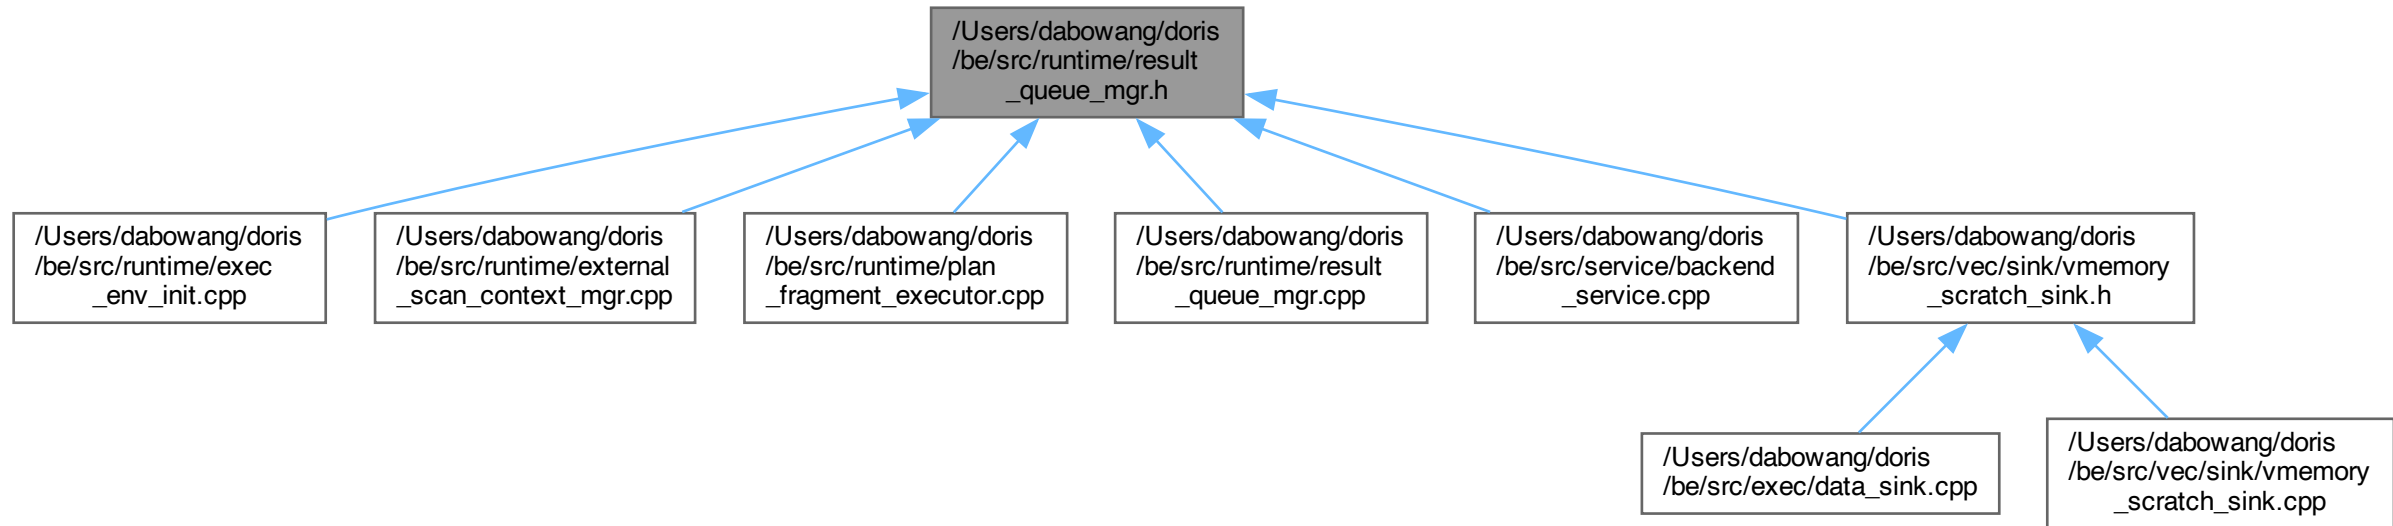 /Users/dabowang/doris
/be/src/runtime/result
_queue_mgr.h
/Users/dabowang/doris
/be/src/runtime/exec
_env_init.cpp
/Users/dabowang/doris
/be/src/runtime/external
_scan_context_mgr.cpp
/Users/dabowang/doris
/be/src/runtime/plan
_fragment_executor.cpp
/Users/dabowang/doris
/be/src/runtime/result
_queue_mgr.cpp
/Users/dabowang/doris
/be/src/service/backend
_service.cpp
/Users/dabowang/doris
/be/src/vec/sink/vmemory
_scratch_sink.h
/Users/dabowang/doris
/be/src/exec/data_sink.cpp
/Users/dabowang/doris
/be/src/vec/sink/vmemory
_scratch_sink.cpp